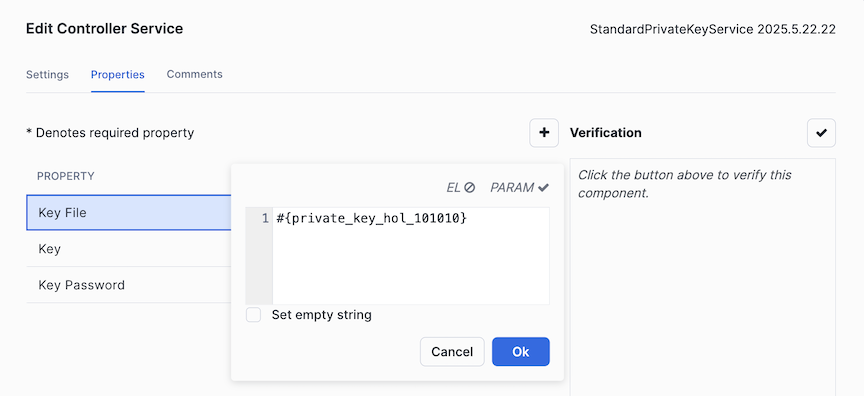 Edit Controller Service
StandardPrivateKeyService 2025.5.22.22
Settings
Properties
Comments
* Denotes required property
Verification
PROPERTY
Click the button above to verify this
component.
EL
PARAM
Key File
1 #{private_key_hol_101010}
Key
Key Password
Set empty string
Cancel
Ok